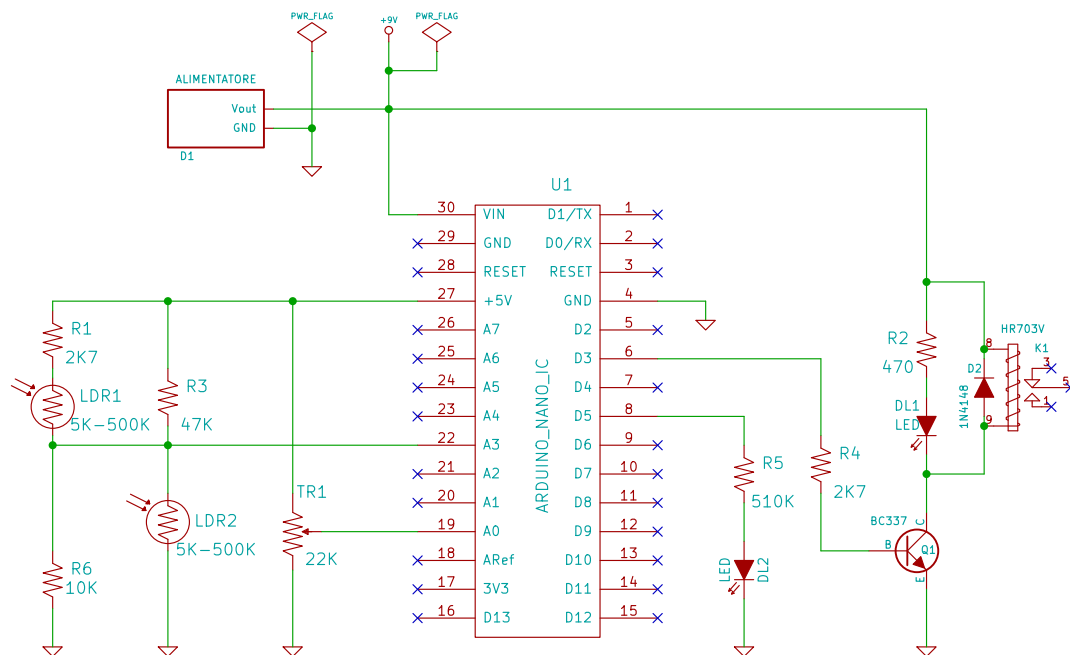 PWR_FLAG
+9V
PWR_FLAG
ALIMENTATORE
Vout
GND
D1
U1
30 VIN D1/TX 1
29 GND D0/RX 2
28 RESET RESET 3
27 +5V GND 4
26 A7 D2 5
25 A6 D3 6
24 A5 D4 7
23 A4 D5 8
22 A3 D6 9
21 A2 D7 10
20 A1 D8 11
19 A0 D9 12
18 ARef D10 13
17 3V3 D11 14
16 D13 D12 15
ARDUINO_NANO_IC
R1
2K7
LDR1
5K-500K
R3
47K
LDR2
5K-500K
R6
10K
TR1
22K
R5
510K
LED
DL2
R4
2K7
R2
470
DL1
LED
D2
1N4148
HR703V
K1
8
9
3
5
1
BC337
Q1
B
C
E